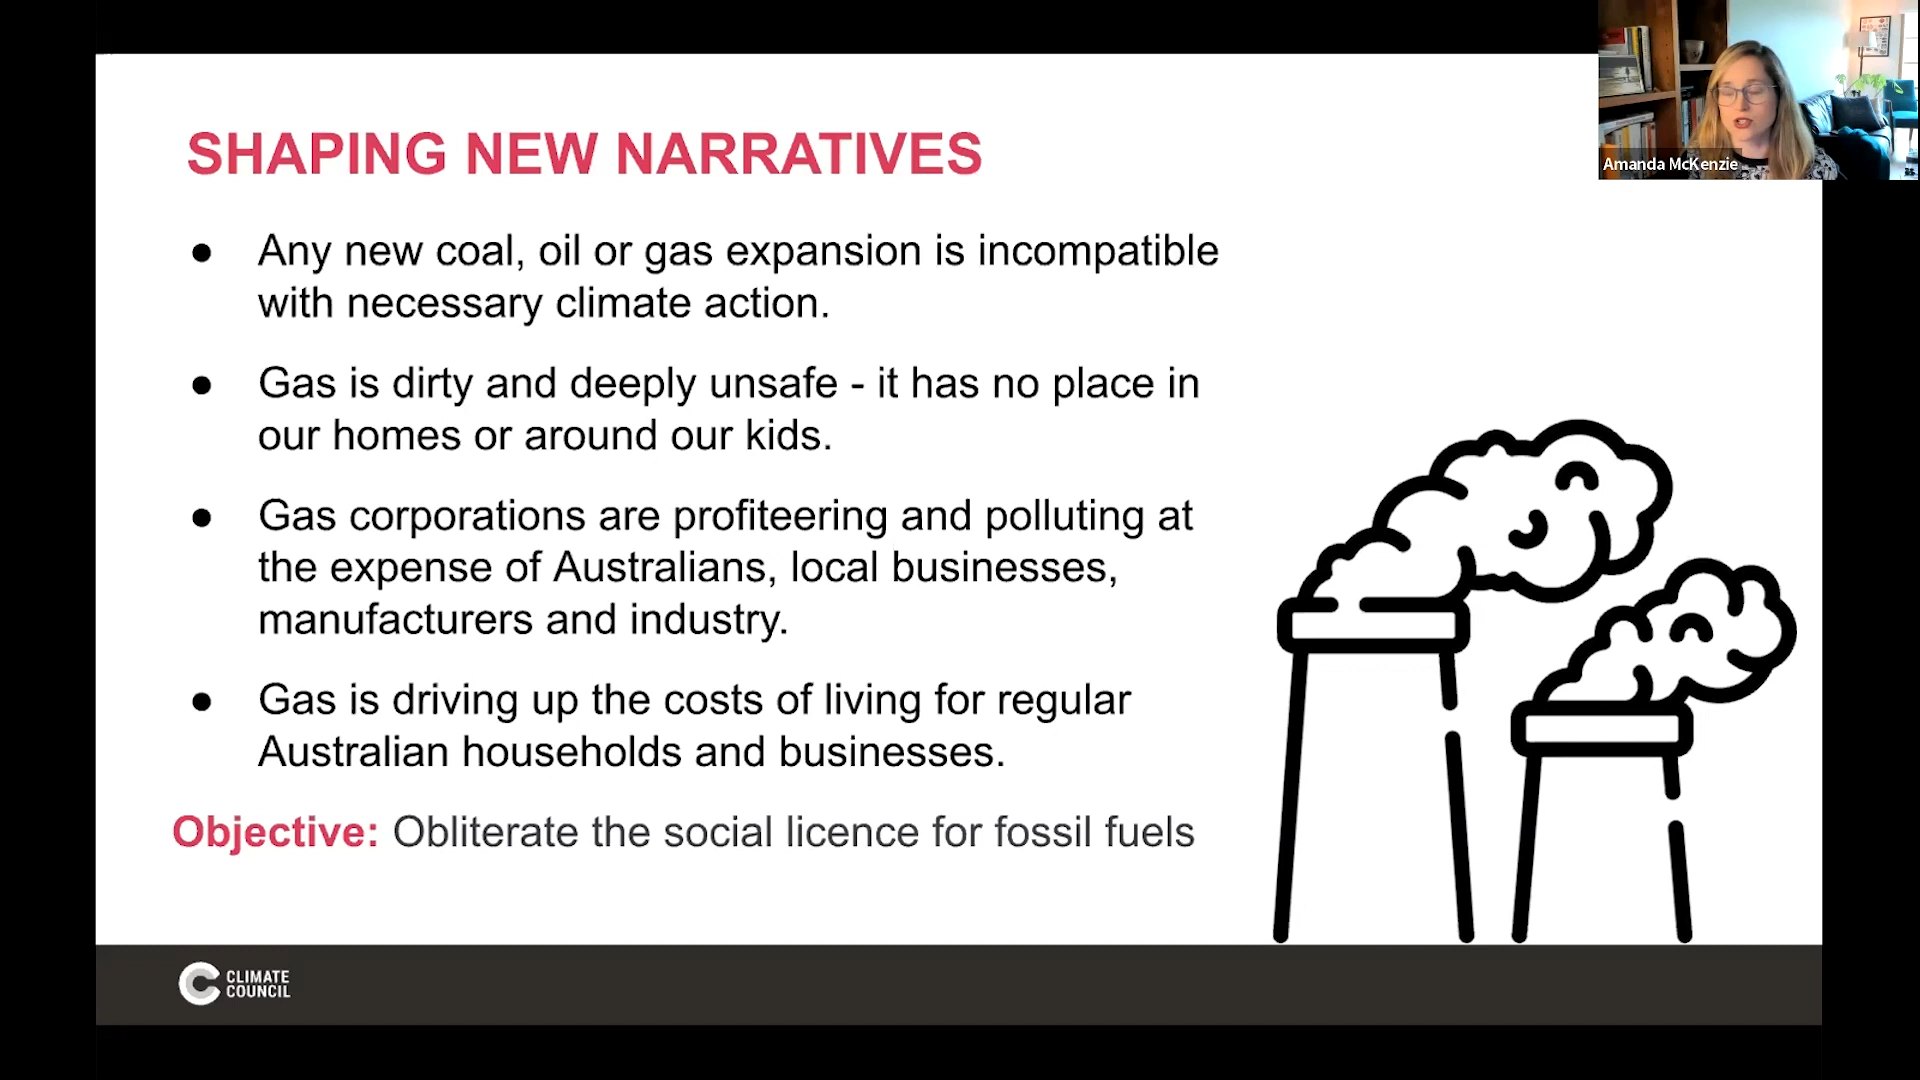 SHAPING NEW NARRATIVES
● Any new coal, oil or gas expansion is incompatible
with necessary climate action.
● Gas is dirty and deeply unsafe - it has no place in
our homes or around our kids.
● Gas corporations are profiteering and polluting at
the expense of Australians, local businesses,
manufacturers and industry.
● Gas is driving up the costs of living for regular
Australian households and businesses.
Objective: Obliterate the social licence for fossil fuels
CLIMATE
COUNCIL
Amanda McKenzie